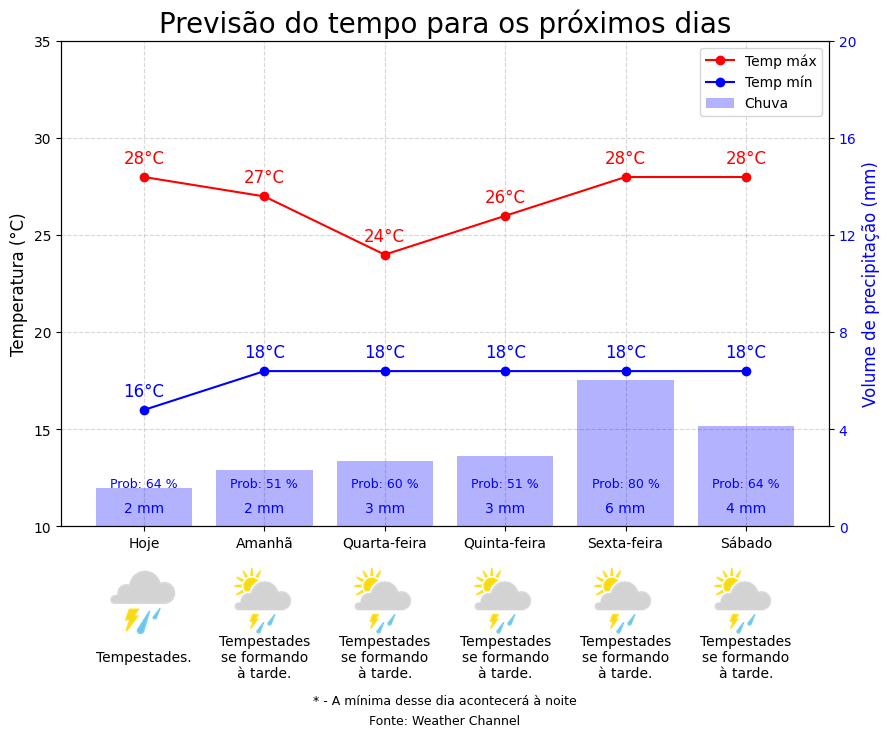 Previsão do tempo para os próximos dias
35
30
25
20
15
10
Temperatura (°C)
20
16
12
8
4
0
Volume de precipitação (mm)
Temp máx
Temp mín
Chuva
28°C
27°C
24°C
26°C
28°C
28°C
16°C
18°C
18°C
18°C
18°C
18°C
Prob: 64 %
Prob: 51 %
Prob: 60 %
Prob: 51 %
Prob: 80 %
Prob: 64 %
2 mm
2 mm
3 mm
3 mm
6 mm
4 mm
Hoje
Amanhã
Quarta-feira
Quinta-feira
Sexta-feira
Sábado
Tempestades.
Tempestades
se formando
à tarde.
Tempestades
se formando
à tarde.
Tempestades
se formando
à tarde.
Tempestades
se formando
à tarde.
Tempestades
se formando
à tarde.
* - A mínima desse dia acontecerá à noite
Fonte: Weather Channel